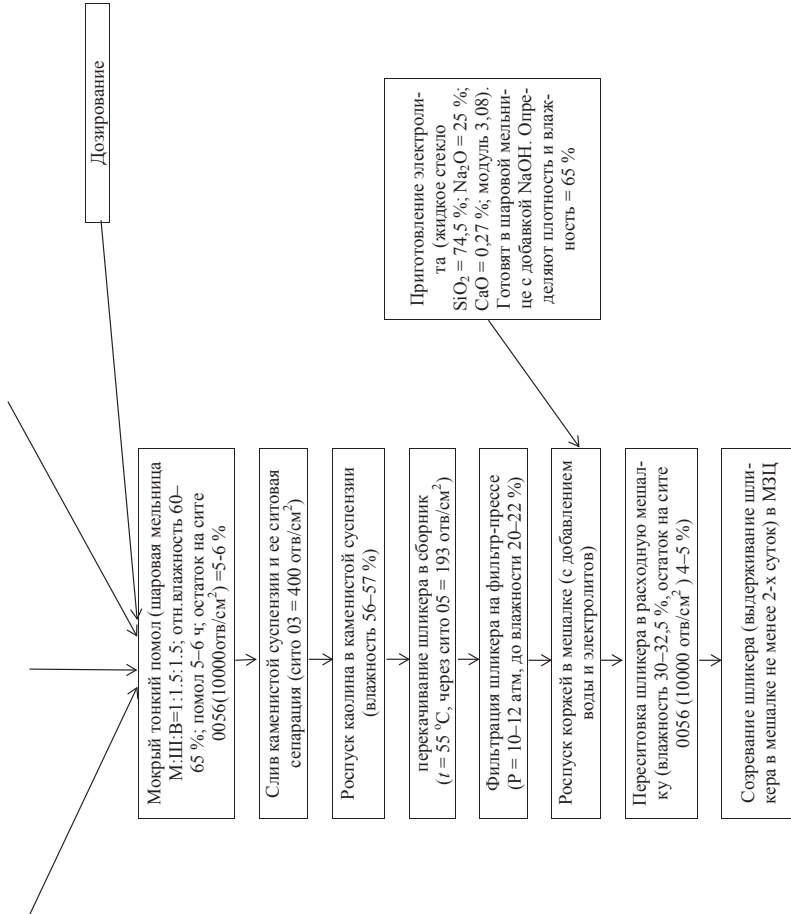 Дозирование
Мокрый тонкий помол (шаровая мельница
М:Ш:В=1:1.5:1.5; отн.влажность 60–
65 %; помол 5–6 ч; остаток на сите
0056(10000отв/см²) =5-6 %
Слив каменистой суспензии и ее ситовая
сепарация (сито 03 = 400 отв/см²)
Роспуск каолина в каменистой суспензии
(влажность 56–57 %)
перекачивание шликера в сборник
(t = 55 °С, через сито 05 = 193 отв/см²)
Фильтрация шликера на фильтр-прессе
(Р = 10–12 атм, до влажности 20–22 %)
Приготовление электроли-
та (жидкое стекло
SiO₂ = 74,5 %; Na₂O = 25 %;
CaO = 0,27 %; модуль 3,08).
Готовят в шаровой мельни-
це с добавкой NaOH. Опре-
деляют плотность и влаж-
ность = 65 %
Роспуск коржей в мешалке (с добавлением
воды и электролитов)
Переситовка шликера в расходную мешал-
ку (влажность 30–32,5 %, остаток на сите
0056 (10000 отв/см² ) 4–5 %)
Созревание шликера (выдерживание шли-
кера в мешалке не менее 2-х суток) в МЗЦ